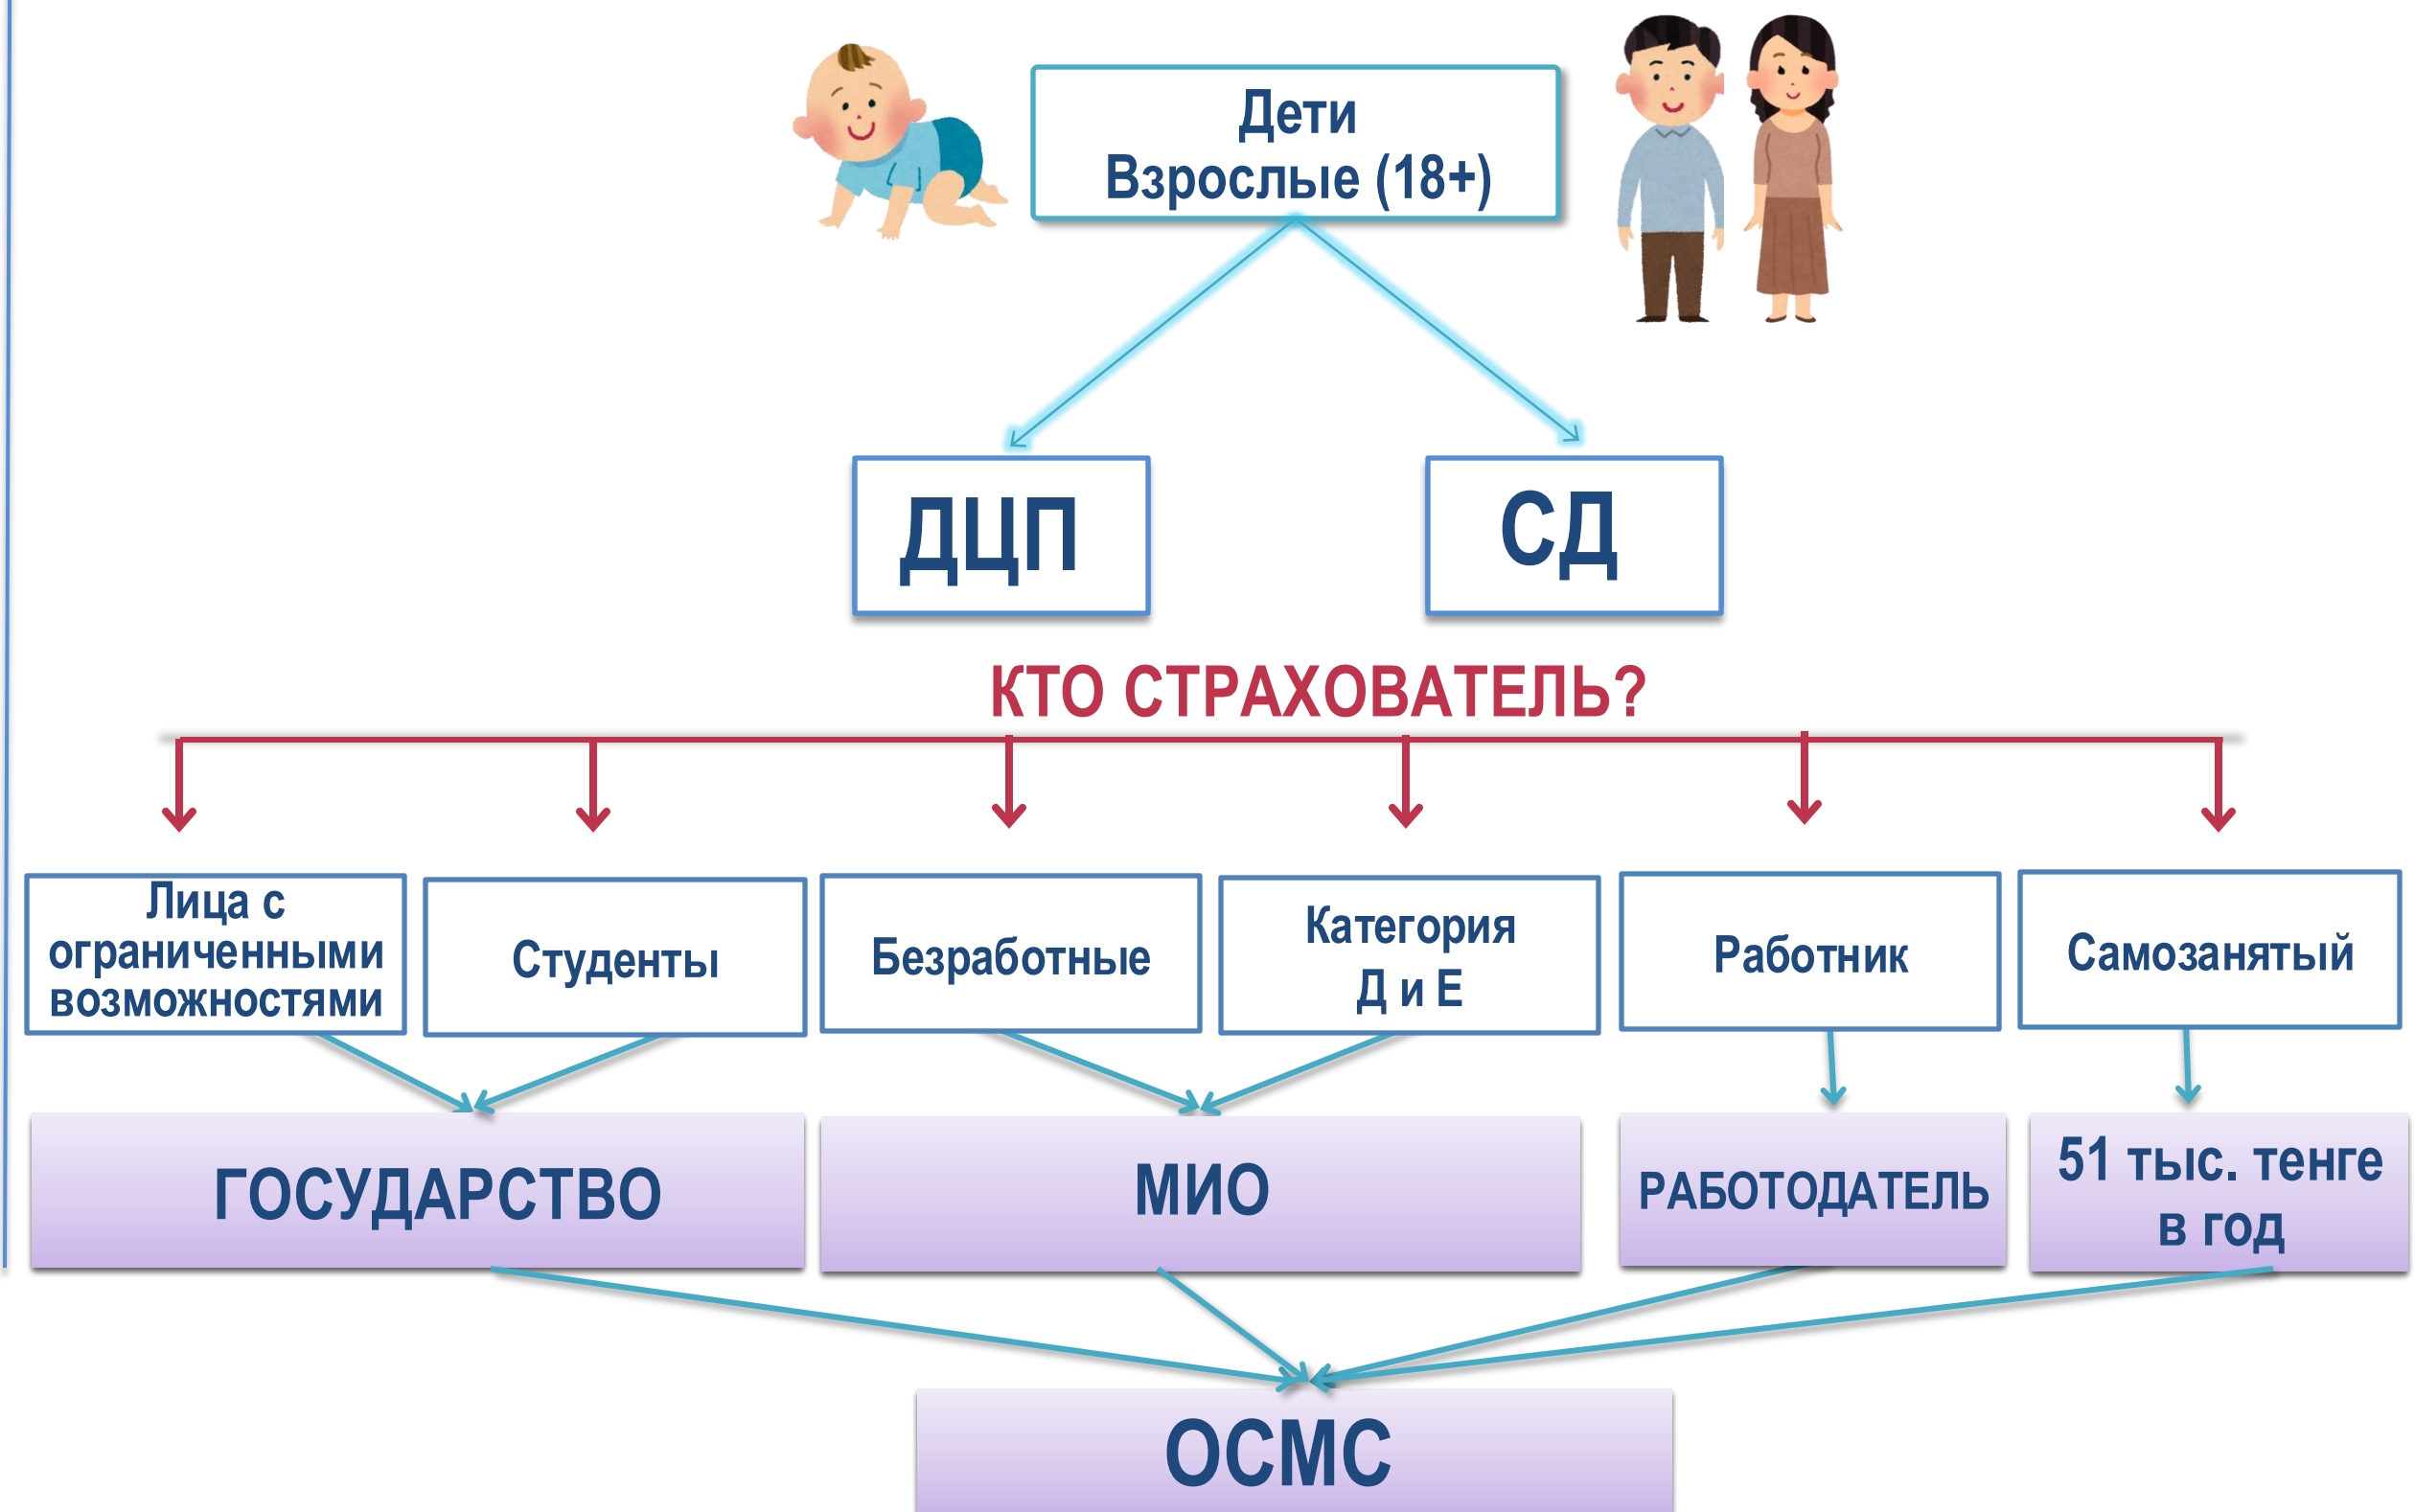 Дети
Взрослые (18+)
ДЦП
СД
КТО СТРАХОВАТЕЛЬ?
Лица с
ограниченными
возможностями
Студенты
Безработные
Категория
Д и Е
Работник
Самозанятый
ГОСУДАРСТВО
МИО
РАБОТОДАТЕЛЬ
51 тыс. тенге
в год
ОСМС